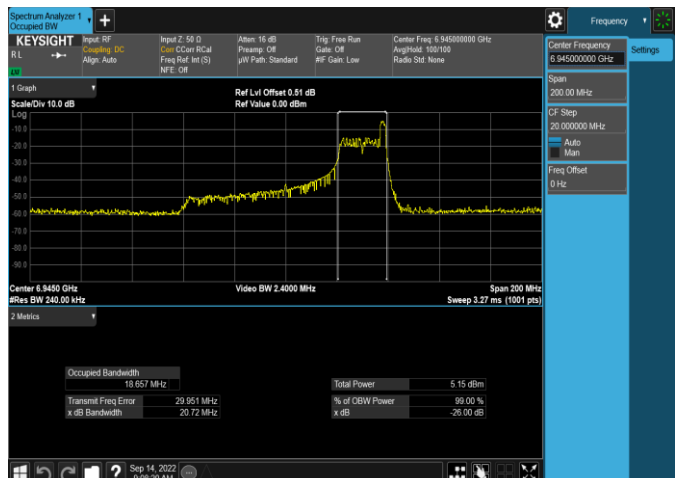 Spectrum Analyzer 1
Occupied BW
+
Frequency
KEYSIGHT
R L
LW
Input: RF
Coupling: DC
Align: Auto
Input Z: 50 Ω
Corr CCorr RCal
Freq Ref: Int (S)
NFE: Off
Atten: 16 dB
Preamp: Off
µW Path: Standard
Trig: Free Run
Gate: Off
#IF Gain: Low
Center Freq: 6.945000000 GHz
Avg|Hold: 100/100
Radio Std: None
Center Frequency
6.945000000 GHz
Settings
Span
200.00 MHz
CF Step
20.000000 MHz
Auto
Man
Freq Offset
0 Hz
1 Graph
Scale/Div 10.0 dB
Ref Lvl Offset 0.51 dB
Ref Value 0.00 dBm
Log
-10.0
-20.0
-30.0
-40.0
-50.0
-60.0
-70.0
-80.0
-90.0
Center 6.9450 GHz
#Res BW 240.00 kHz
Video BW 2.4000 MHz
Span 200 MHz
Sweep 3.27 ms (1001 pts)
2 Metrics
Occupied Bandwidth
18.657 MHz
Transmit Freq Error 29.951 MHz
x dB Bandwidth 20.72 MHz
Total Power 5.15 dBm
% of OBW Power 99.00 %
x dB -26.00 dB
?
Sep 14, 2022